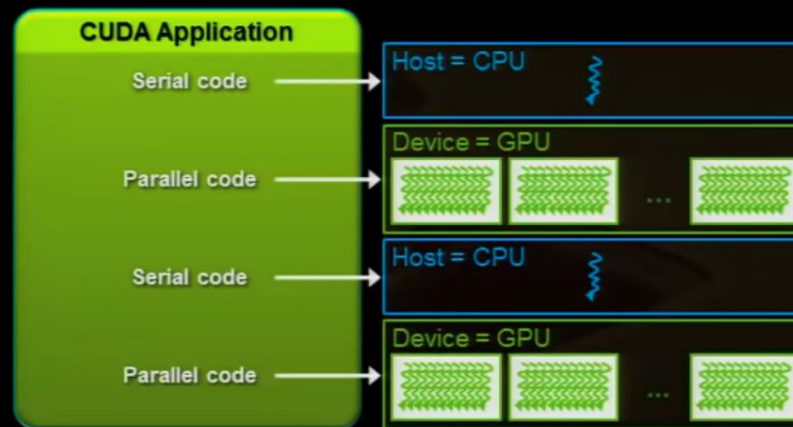 CUDA Application
Serial code
Host = CPU
Parallel code
Device = GPU
...
Serial code
Host = CPU
Parallel code
Device = GPU
...